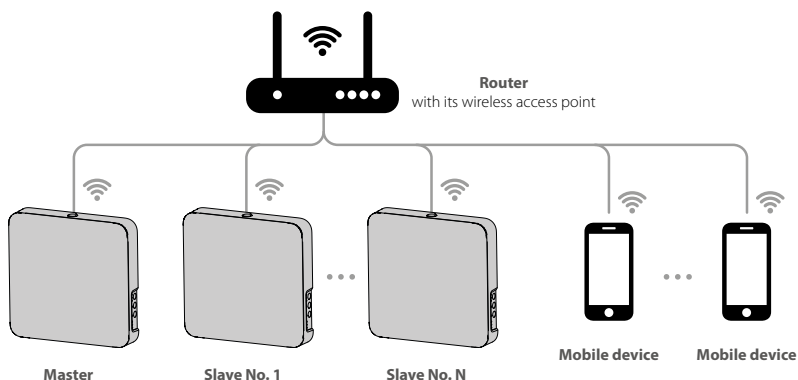 Router
with its wireless access point
Mobile device
Mobile device
Master
Slave No. 1
Slave No. N